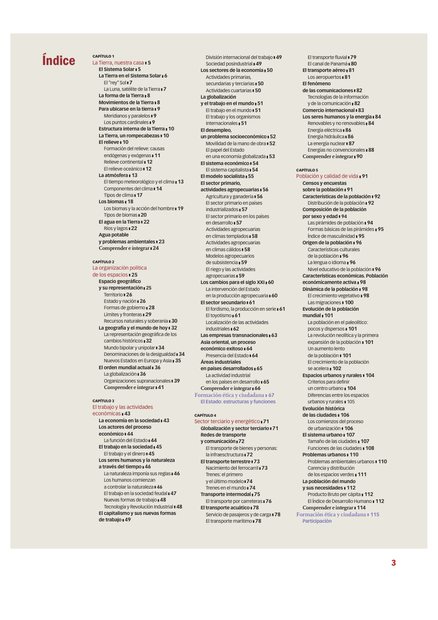 Índice
CAPÍTULO 1
La Tierra, nuestra casa • 5
El Sistema Solar • 5
La Tierra en el Sistema Solar • 6
El "rey" Sol • 7
La Luna, satélite de la Tierra • 7
La forma de la Tierra • 8
Movimientos de la Tierra • 8
Para ubicarse en la tierra • 9
Meridianos y paralelos • 9
Los puntos cardinales • 9
Estructura interna de la Tierra • 10
La Tierra, un rompecabezas • 10
El relieve • 10
Formación del relieve: causas
endógenas y exógenas • 11
Relieve continental • 12
El relieve oceánico • 12
La atmósfera • 13
El tiempo meteorológico y el clima • 13
Componentes del clima • 14
Tipos de clima • 17
Los biomas • 18
Los biomas y la acción del hombre • 19
Tipos de biomas • 20
El agua en la Tierra • 22
Ríos y lagos • 22
Agua potable
y problemas ambientales • 23
Comprender e integrar • 24
CAPÍTULO 2
La organización política
de los espacios • 25
Espacio geográfico
y su representación • 25
Territorio • 26
Estado y nación • 26
Formas de gobierno • 28
Límites y fronteras • 29
Recursos naturales y soberanía • 30
La geografía y el mundo de hoy • 32
La representación geográfica de los
cambios históricos • 32
Mundo bipolar y unipolar • 34
Denominaciones de la desigualdad • 34
Nuevos Estados en Europa y Asia • 35
El orden mundial actual • 36
La globalización • 36
Organizaciones supranacionales • 39
Comprender e integrar • 41
CAPÍTULO 3
El trabajo y las actividades
económicas • 43
La economía en la sociedad • 43
Los actores del proceso
económico • 44
La función del Estado • 44
El trabajo en la sociedad • 45
El trabajo y el dinero • 45
Los seres humanos y la naturaleza
a través del tiempo • 46
La naturaleza imponía sus reglas • 46
Los humanos comienzan
a controlar la naturaleza • 46
El trabajo en la sociedad feudal • 47
Nuevas formas de trabajo • 48
Tecnología y Revolución Industrial • 48
El capitalismo y sus nuevas formas
de trabajo • 49
División internacional del trabajo • 49
Sociedad posindustrial • 49
Los sectores de la economía • 50
Actividades primarias,
secundarias y terciarias • 50
Actividades cuartarias • 50
La globalización
y el trabajo en el mundo • 51
El trabajo en el mundo • 51
El trabajo y los organismos
internacionales • 51
El desempleo,
un problema socioeconómico • 52
Movilidad de la mano de obra • 52
El papel del Estado
en una economía globalizada • 53
El sistema económico • 54
El sistema capitalista • 54
El modelo socialista • 55
El sector primario,
actividades agropecuarias • 56
Agricultura y ganadería • 56
El sector primario en países
industrializados • 57
El sector primario en los países
en desarrollo • 57
Actividades agropecuarias
en climas templados • 58
Actividades agropecuarias
en climas cálidos • 58
Modelos agropecuarios
de subsistencia • 59
El riego y las actividades
agropecuarias • 59
Los cambios para el siglo XXI • 60
La intervención del Estado
en la producción agropecuaria • 60
El sector secundario • 61
El fordismo, la producción en serie • 61
El toyotismo • 61
Localización de las actividades
industriales • 62
Las empresas transnacionales • 63
Asia oriental, un proceso
económico exitoso • 64
Presencia del Estado • 64
Áreas industriales
en países desarrollados • 65
La actividad industrial
en los países en desarrollo • 65
Comprender e integrar • 66
Formación ética y ciudadana • 67
El Estado: estructuras y funciones
CAPÍTULO 4
Sector terciario y energético • 71
Globalización y sector terciario • 71
Redes de transporte
y comunicación • 72
El transporte de bienes y personas:
la infraestructura • 72
El transporte terrestre • 73
Nacimiento del ferrocarril • 73
Trenes: el primero
y el último modelo • 74
Trenes en el mundo • 74
Transporte intermodal • 75
El transporte por carreteras • 76
El transporte acuático • 78
Servicio de pasajeros y de carga • 78
El transporte marítimo • 78
El transporte fluvial • 79
El canal de Panamá • 80
El transporte aéreo • 81
Los aeropuertos • 81
El fenómeno
de las comunicaciones • 82
Tecnologías de la información
y de la comunicación • 82
Comercio internacional • 83
Los seres humanos y la energía • 84
Renovables y no renovables • 84
Energía eléctrica • 86
Energía hidráulica • 86
La energía nuclear • 87
Energías no convencionales • 88
Comprender e integrar • 90
CAPÍTULO 5
Población y calidad de vida • 91
Censos y encuestas
sobre la población • 91
Características de la población • 92
Distribución de la población • 92
Composición de la población
por sexo y edad • 94
Las pirámides de población • 94
Formas básicas de las pirámides • 95
Índice de masculinidad • 95
Origen de la población • 96
Características culturales
de la población • 96
La lengua o idioma • 96
Nivel educativo de la población • 96
Características económicas. Población
económicamente activa • 98
Dinámica de la población • 98
El crecimiento vegetativo • 98
Las migraciones • 100
Evolución de la población
mundial • 101
La población en el paleolítico:
pocos y dispersos • 101
La revolución neolítica y la primera
expansión de la población • 101
Un aumento lento
de la población • 101
El crecimiento de la población
se acelera • 102
Espacios urbanos y rurales • 104
Criterios para definir
un centro urbano • 104
Diferencias entre los espacios
urbanos y rurales • 105
Evolución histórica
de las ciudades • 106
Los comienzos del proceso
de urbanización • 106
El sistema urbano • 107
Tamaño de las ciudades • 107
Funciones de las ciudades • 108
Problemas urbanos • 110
Problemas ambientales urbanos • 110
Carencia y distribución
de los espacios verdes • 111
La población del mundo
y sus necesidades • 112
Producto Bruto per cápita • 112
El Índice de Desarrollo Humano • 112
Comprender e integrar • 114
Formación ética y ciudadana • 115
Participación
3